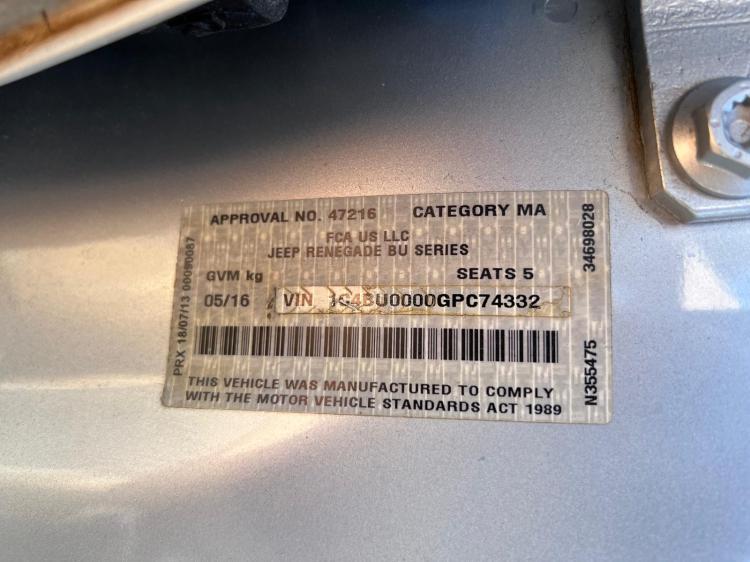 APPROVAL NO. 47216 CATEGORY MA
FCA US LLC
JEEP RENEGADE BU SERIES
GVM kg SEATS 5
05/16 VIN 1C4BU0000GPC74332
THIS VEHICLE WAS MANUFACTURED TO COMPLY
WITH THE MOTOR VEHICLE STANDARDS ACT 1989
PRX 18/07/13 00090087
34698028
N355475